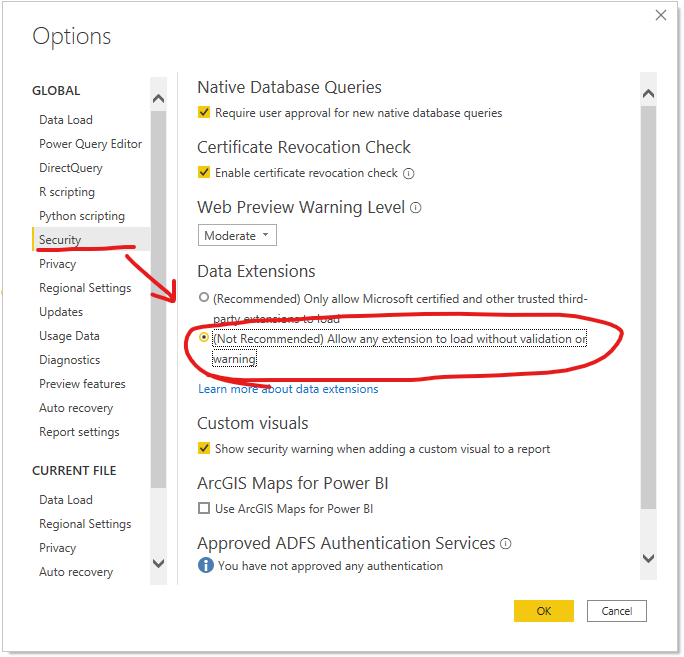 Options
GLOBAL
Data Load
Power Query Editor
DirectQuery
R scripting
Python scripting
Security
Privacy
Regional Settings
Updates
Usage Data
Diagnostics
Preview features
Auto recovery
Report settings
CURRENT FILE
Data Load
Regional Settings
Privacy
Auto recovery
Native Database Queries
Require user approval for new native database queries
Certificate Revocation Check
Enable certificate revocation check
Web Preview Warning Level
Moderate
Data Extensions
(Recommended) Only allow Microsoft certified and other trusted third-
party extensions to load
(Not Recommended) Allow any extension to load without validation or
warning
Learn more about data extensions
Custom visuals
Show security warning when adding a custom visual to a report
ArcGIS Maps for Power BI
Use ArcGIS Maps for Power BI
Approved ADFS Authentication Services
You have not approved any authentication
OK
Cancel